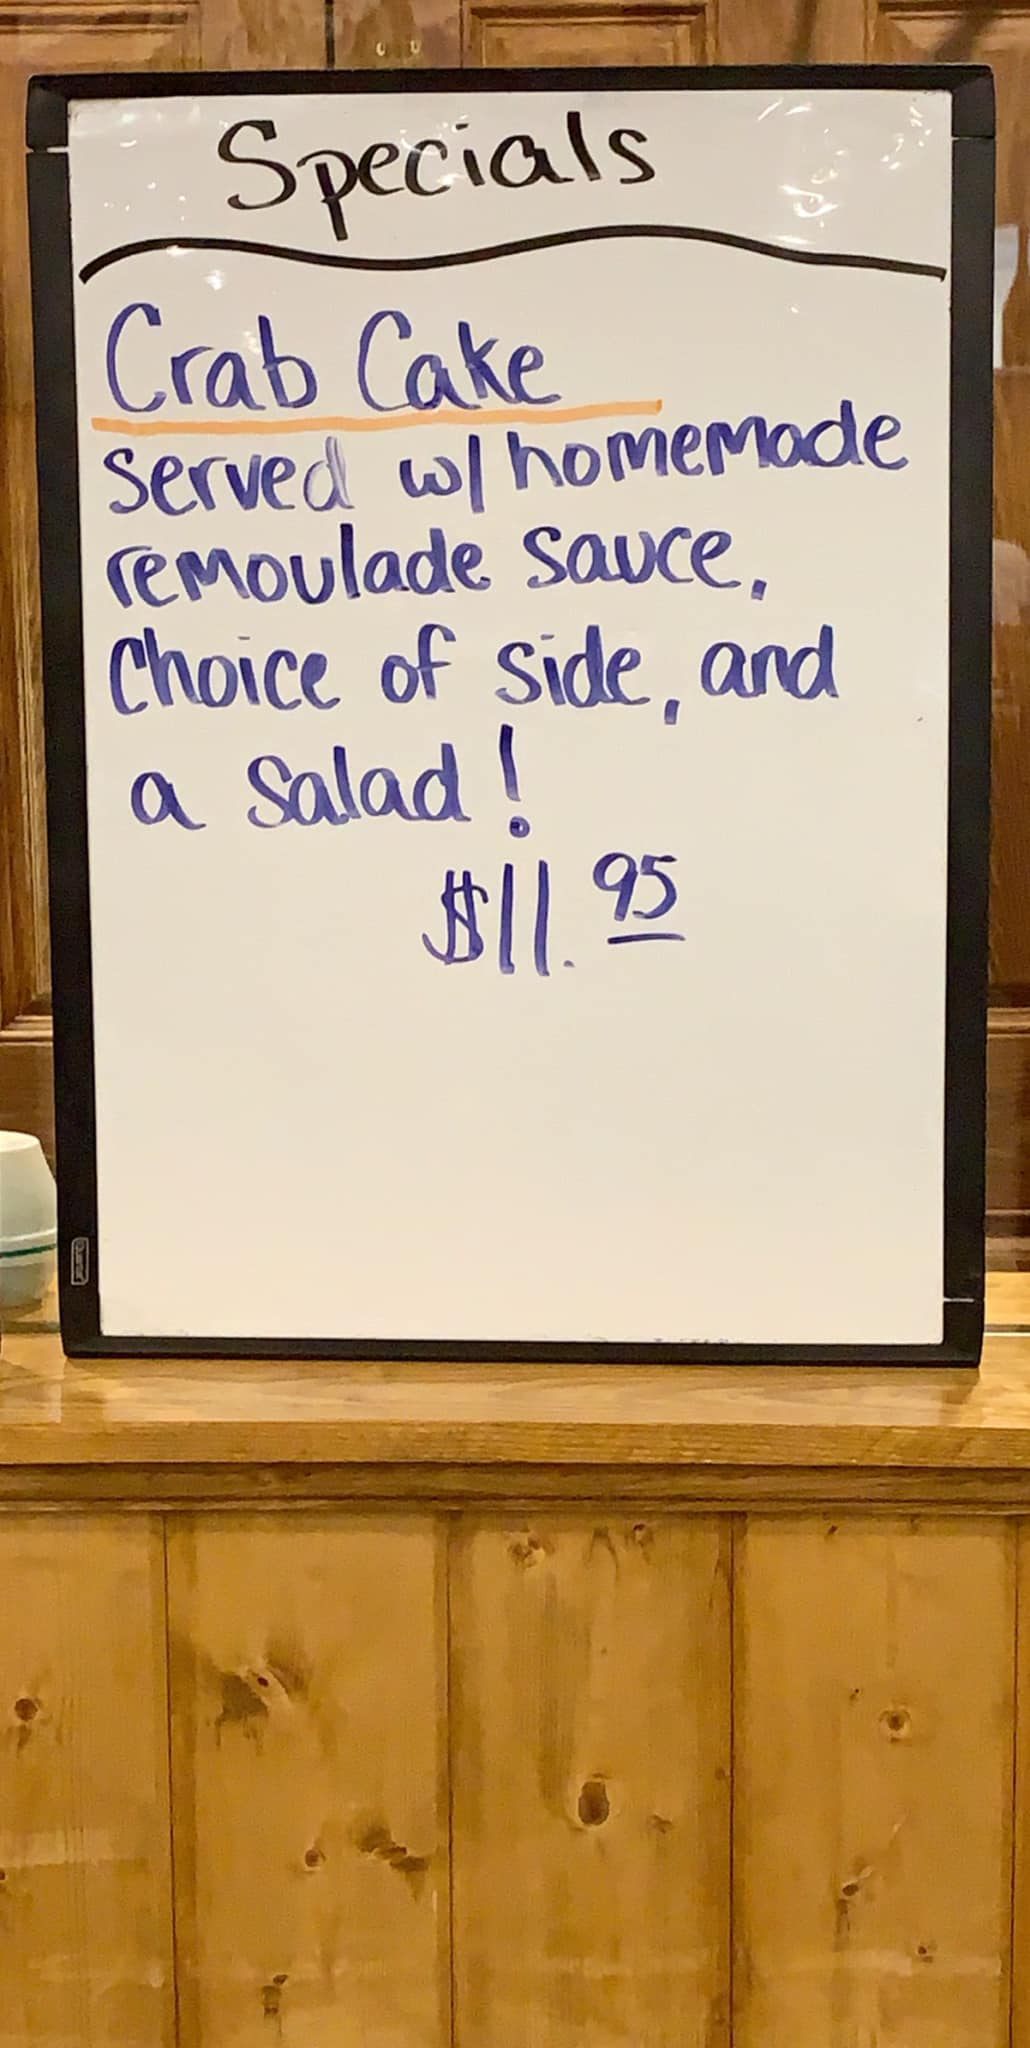 Specials
Crab Cake
served w/ homemade
remoulade sauce,
Choice of side, and
a salad!
$11.95